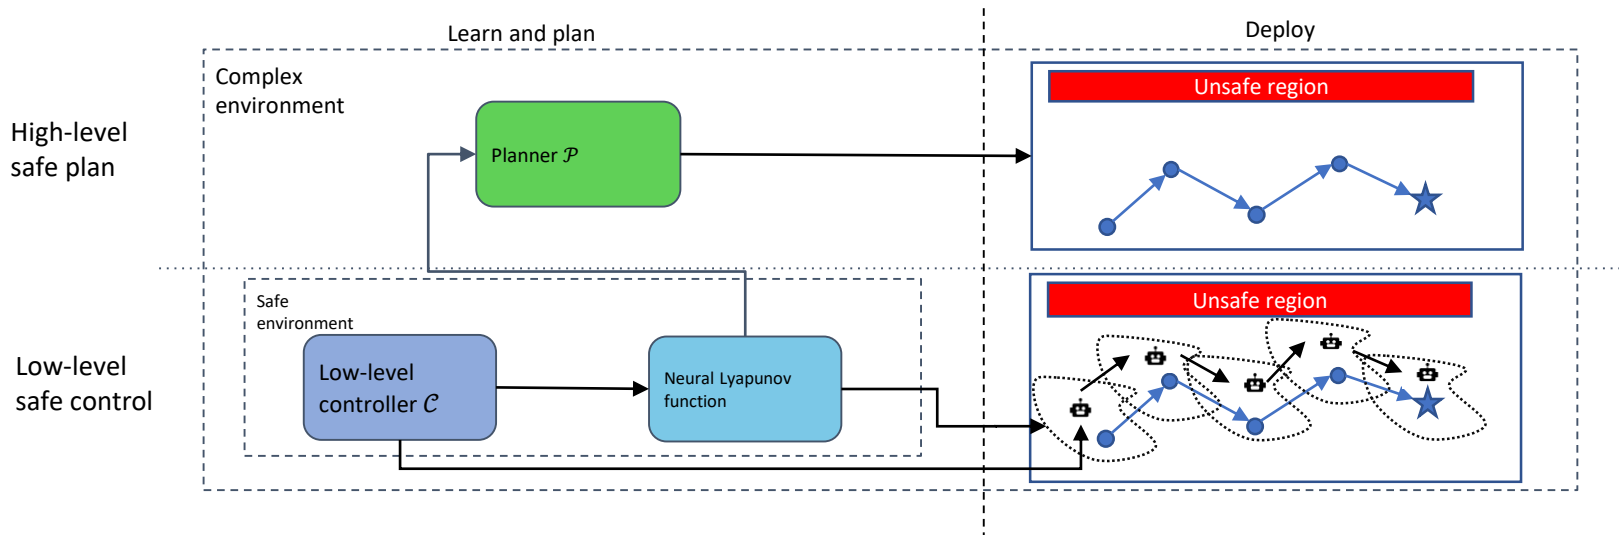 Learn and plan
Deploy
Complex
environment
Unsafe region
High-level
safe plan
Planner 𝒫
Safe
environment
Unsafe region
Low-level
safe control
Low-level
controller 𝒞
Neural Lyapunov
function